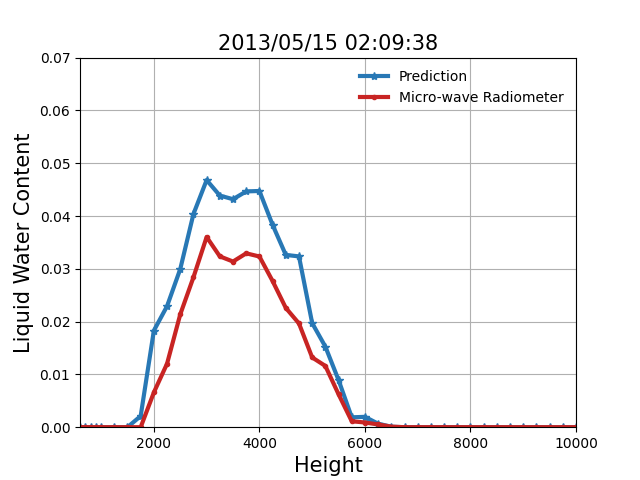 2013/05/15 02:09:38
Prediction
Micro-wave Radiometer
Liquid Water Content
0.07
0.06
0.05
0.04
0.03
0.02
0.01
0.00
2000 4000 6000 8000 10000
Height